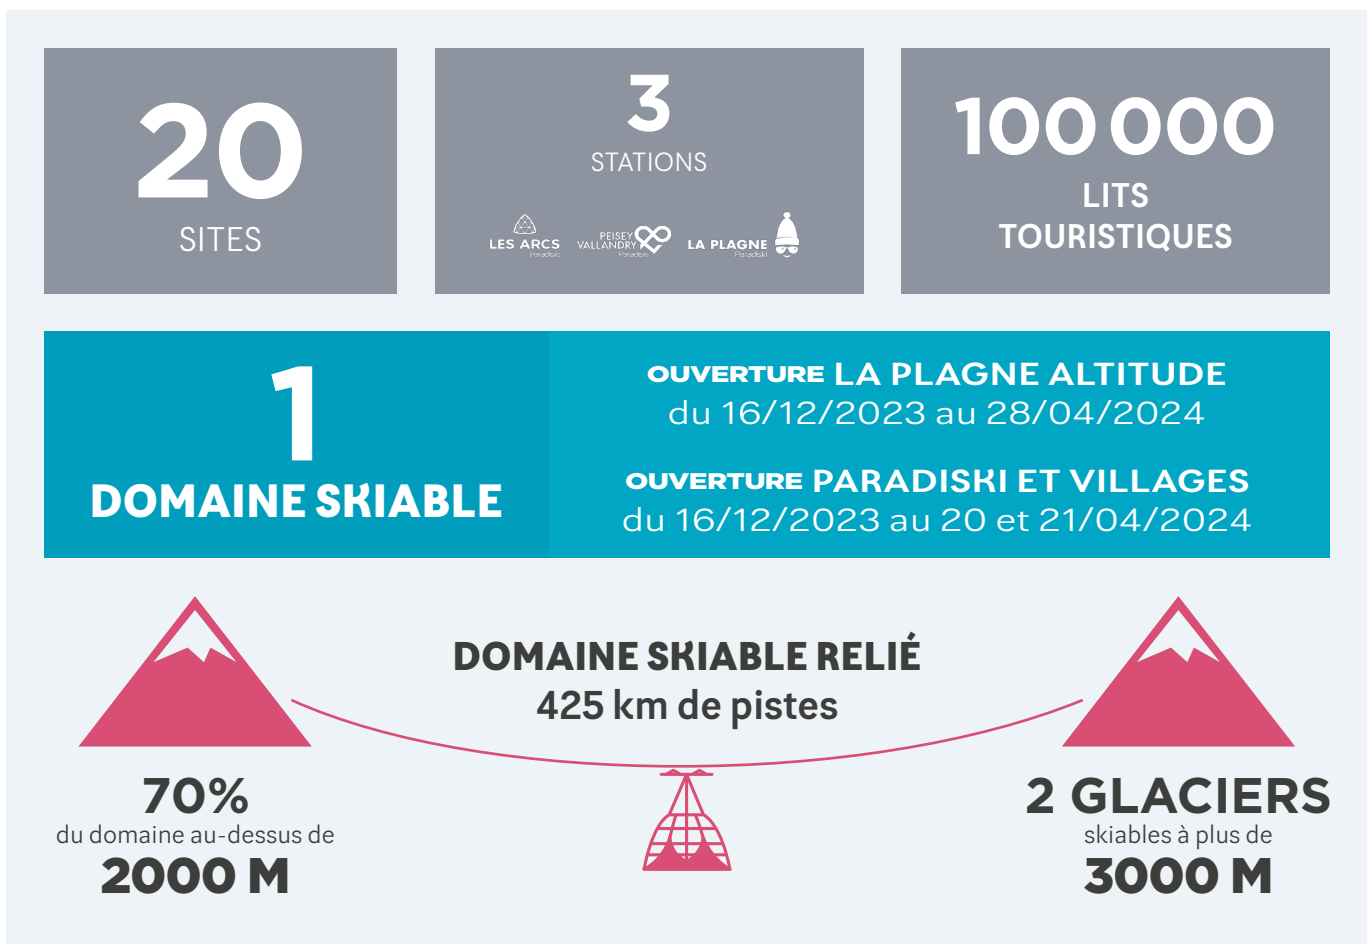 20
SITES
3
STATIONS
LES ARCS
Paradiski
PEISEY
VALLANDRY
Paradiski
LA PLAGNE
Paradiski
100 000
LITS
TOURISTIQUES
1
DOMAINE SKIABLE
OUVERTURE LA PLAGNE ALTITUDE
du 16/12/2023 au 28/04/2024
OUVERTURE PARADISKI ET VILLAGES
du 16/12/2023 au 20 et 21/04/2024
DOMAINE SKIABLE RELIÉ
425 km de pistes
70%
du domaine au-dessus de
2000 M
2 GLACIERS
skiables à plus de
3000 M